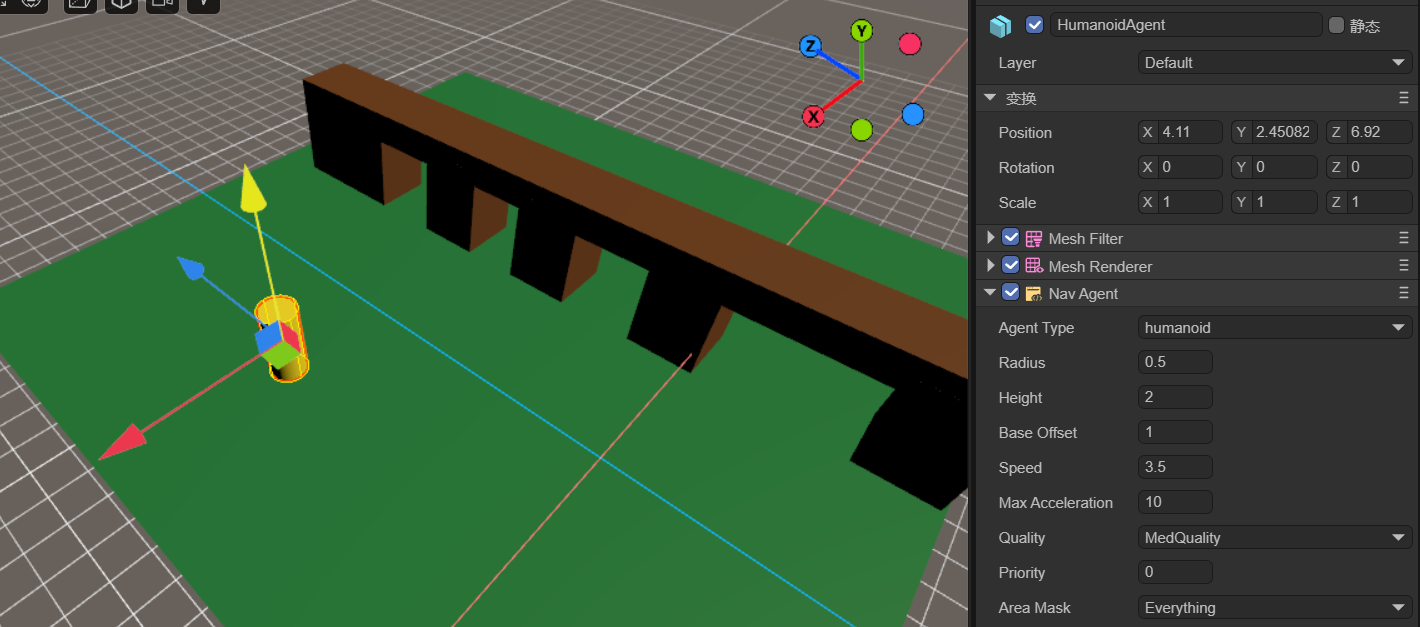 HumanoidAgent 静态
Layer Default
变换
Position X 4.11 Y 2.45082 Z 6.92
Rotation X 0 Y 0 Z 0
Scale X 1 Y 1 Z 1
Mesh Filter
Mesh Renderer
Nav Agent
Agent Type humanoid
Radius 0.5
Height 2
Base Offset 1
Speed 3.5
Max Acceleration 10
Quality MedQuality
Priority 0
Area Mask Everything
Y
Z
X